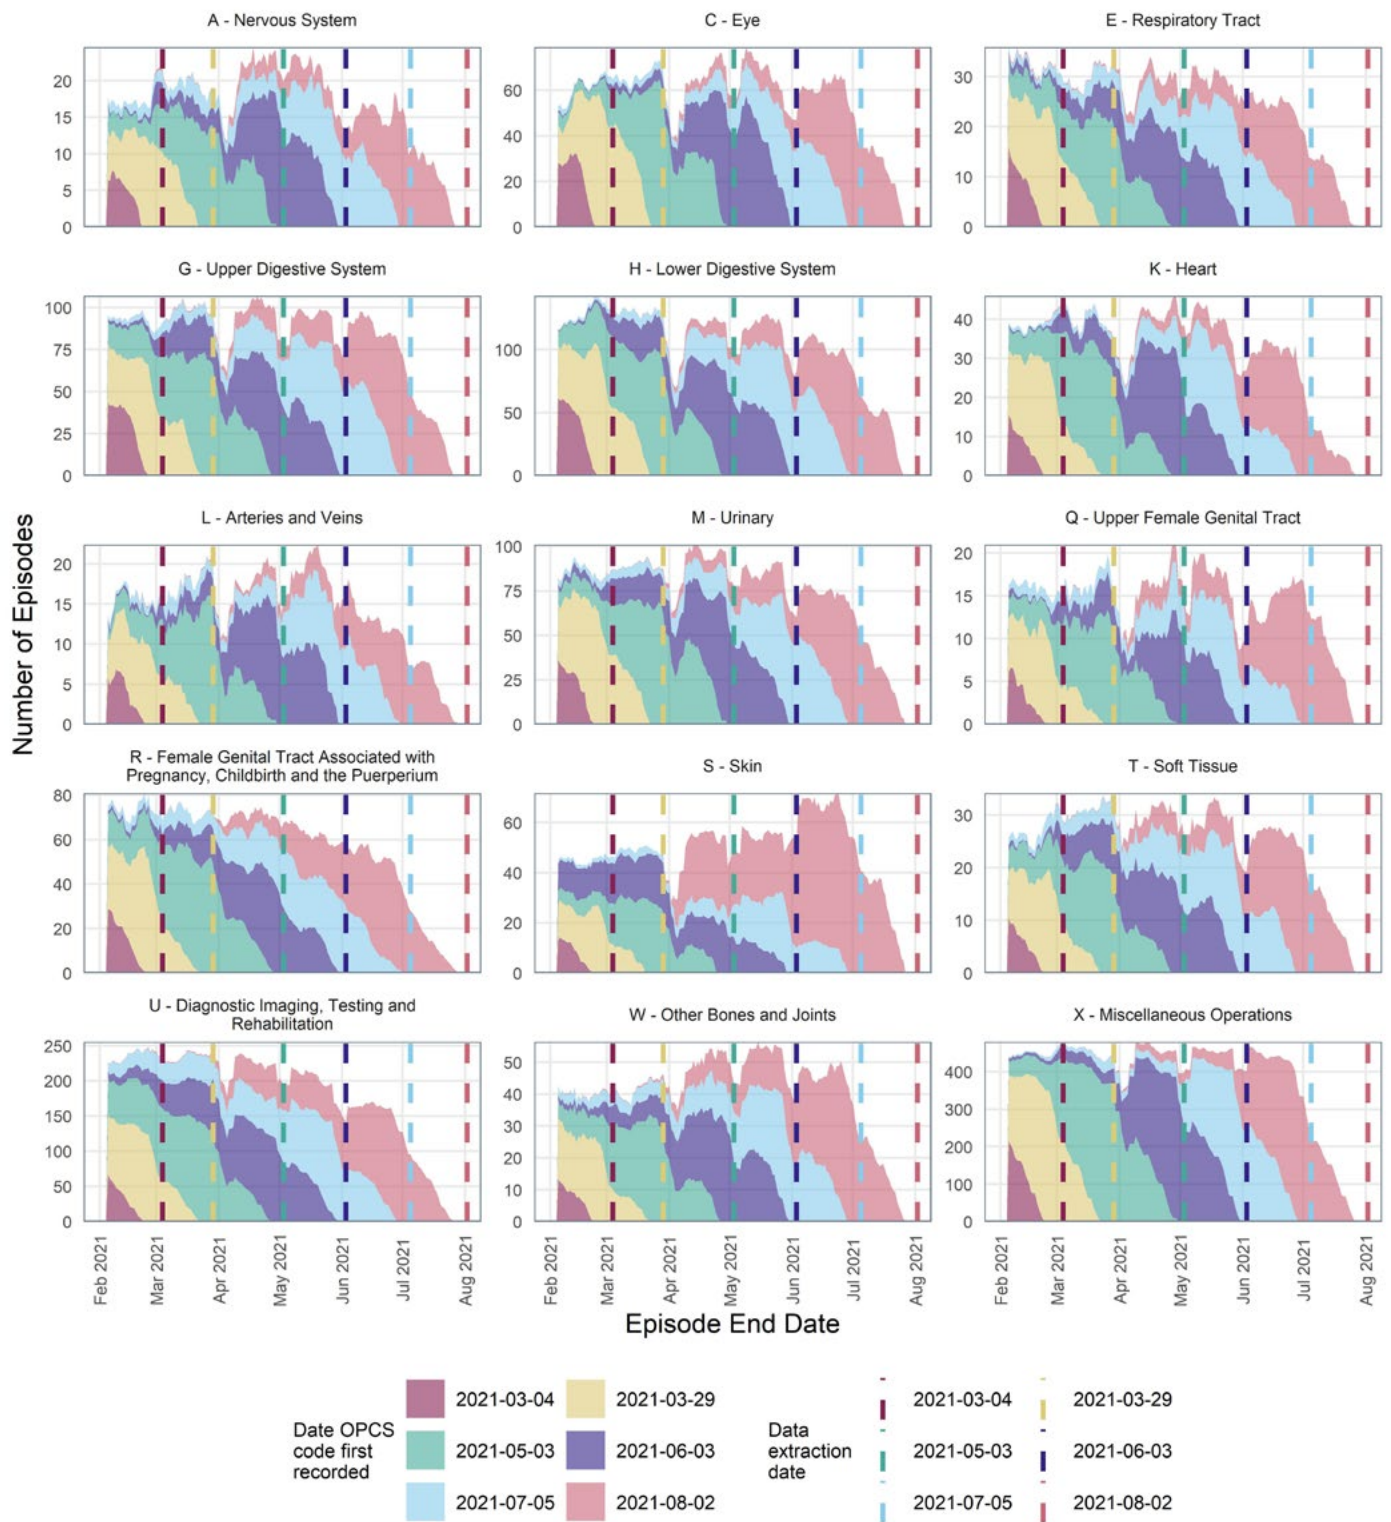 A - Nervous System
C - Eye
E - Respiratory Tract
20
15
10
5
0
60
40
20
0
30
20
10
0
G - Upper Digestive System
H - Lower Digestive System
K - Heart
100
75
50
25
0
100
50
0
40
30
20
10
0
L - Arteries and Veins
M - Urinary
Q - Upper Female Genital Tract
20
15
10
5
0
100
75
50
25
0
20
15
10
5
0
Number of Episodes
R - Female Genital Tract Associated with
Pregnancy, Childbirth and the Puerperium
S - Skin
T - Soft Tissue
80
60
40
20
0
60
40
20
0
30
20
10
0
U - Diagnostic Imaging, Testing and
Rehabilitation
W - Other Bones and Joints
X - Miscellaneous Operations
250
200
150
100
50
0
50
40
30
20
10
0
400
300
200
100
0
Feb 2021
Mar 2021
Apr 2021
May 2021
Jun 2021
Jul 2021
Aug 2021
Feb 2021
Mar 2021
Apr 2021
May 2021
Jun 2021
Jul 2021
Aug 2021
Feb 2021
Mar 2021
Apr 2021
May 2021
Jun 2021
Jul 2021
Aug 2021
Episode End Date
Date OPCS
code first
recorded
2021-03-04
2021-03-29
2021-05-03
2021-06-03
2021-07-05
2021-08-02
Data
extraction
date
2021-03-04
2021-03-29
2021-05-03
2021-06-03
2021-07-05
2021-08-02